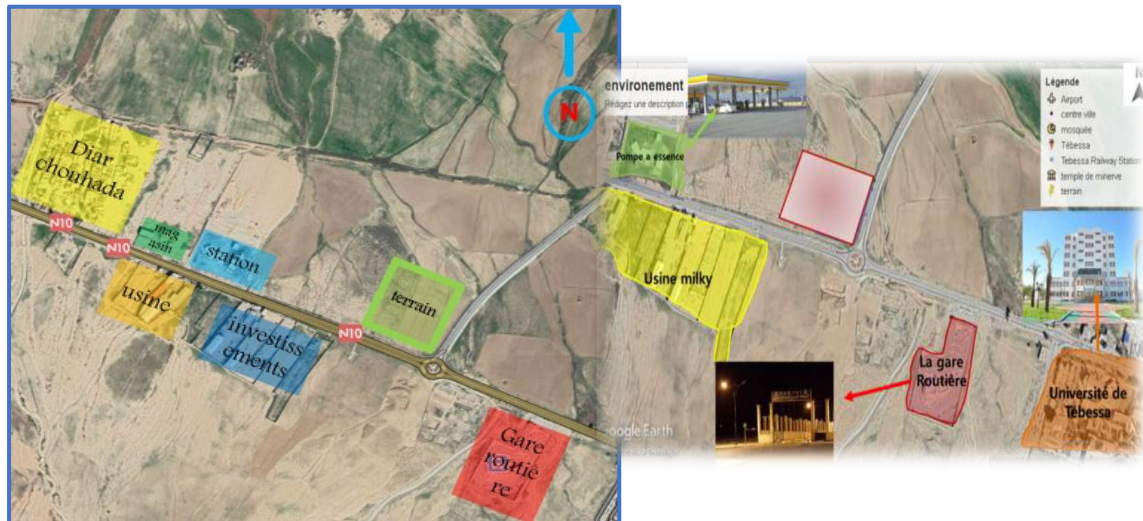 N
Diar
chouhada
N10
N10
mag
asin
station
usine
investiss
ements
N10
terrain
Gare
routiè
re
environement
Rédigez une description
Pompe a essence
Usine milky
La gare
Routière
Université de
Tébessa
oogle Earth
N
Légende
Airport
centre ville
mosquée
Tébessa
Tebessa Railway Station
temple de minerve
terrain